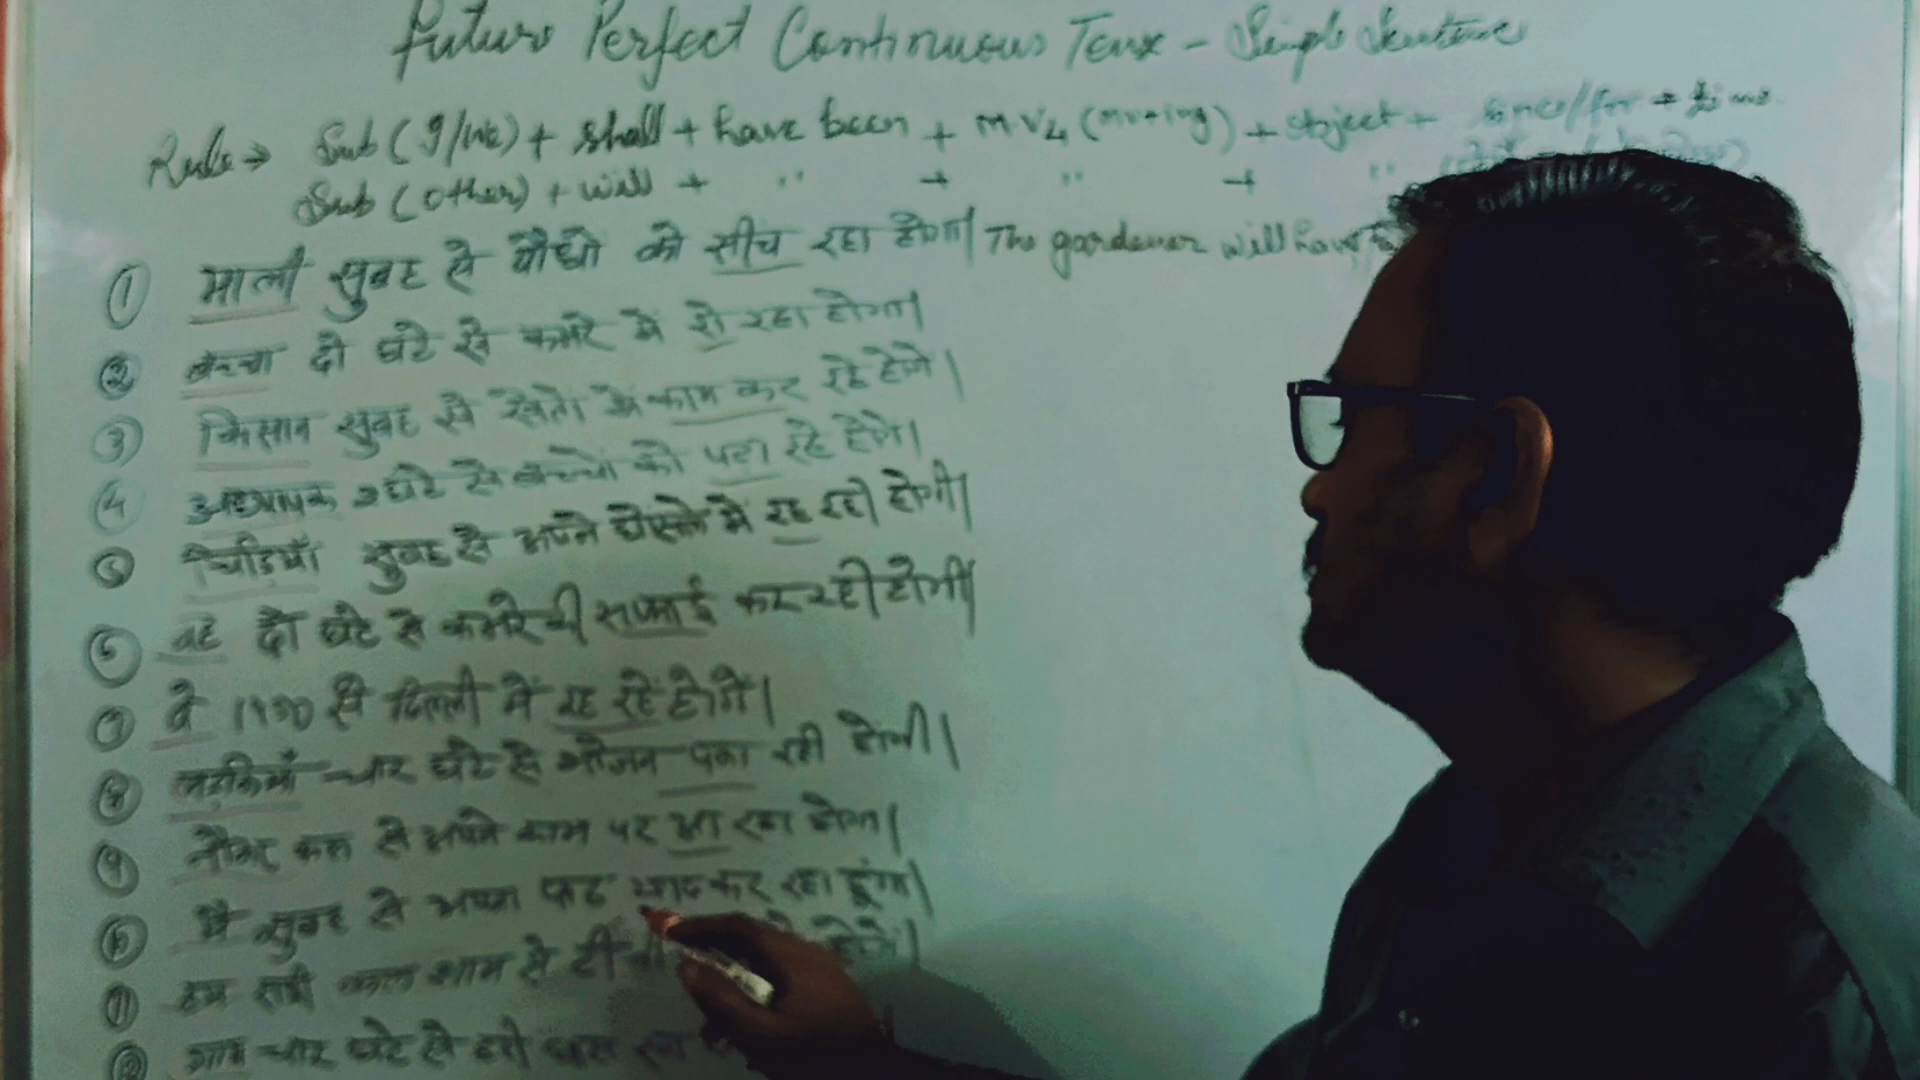 Future Perfect Continuous Tense - Simple Sentence
Rule → Sub (I/we) + shall + have been + M.V4 (mv+ing) + object + since/for + time.
Sub (other) + will + " + " + "
① माली सुबह से पौधो को सींच रहा होगा| The gardener will have
② बच्चा दो घंटे से कमरे में रो रहा होगा|
③ किसान सुबह से खेतों में काम कर रहे होंगे|
④ अध्यापक २ घंटे से बच्चों को पढ़ा रहे होंगे|
⑤ चिड़ियाँ सुबह से अपने घोंसले में रह रही होगी|
⑥ वह दो घंटे से कमरे की सफाई कर रही होगी|
⑦ वे 1990 से दिल्ली में रह रहे होंगे|
⑧ लड़कियाँ चार घंटे से भोजन पका रही होगी|
⑨ नौकर कल से अपने काम पर आ रहा होगा|
⑩ मैं सुबह से अपना पाठ याद कर रहा हूंगा|
⑪ हम सभी कल शाम से टी वी होंगे|
⑫ गाय चार घंटे से हरी घास